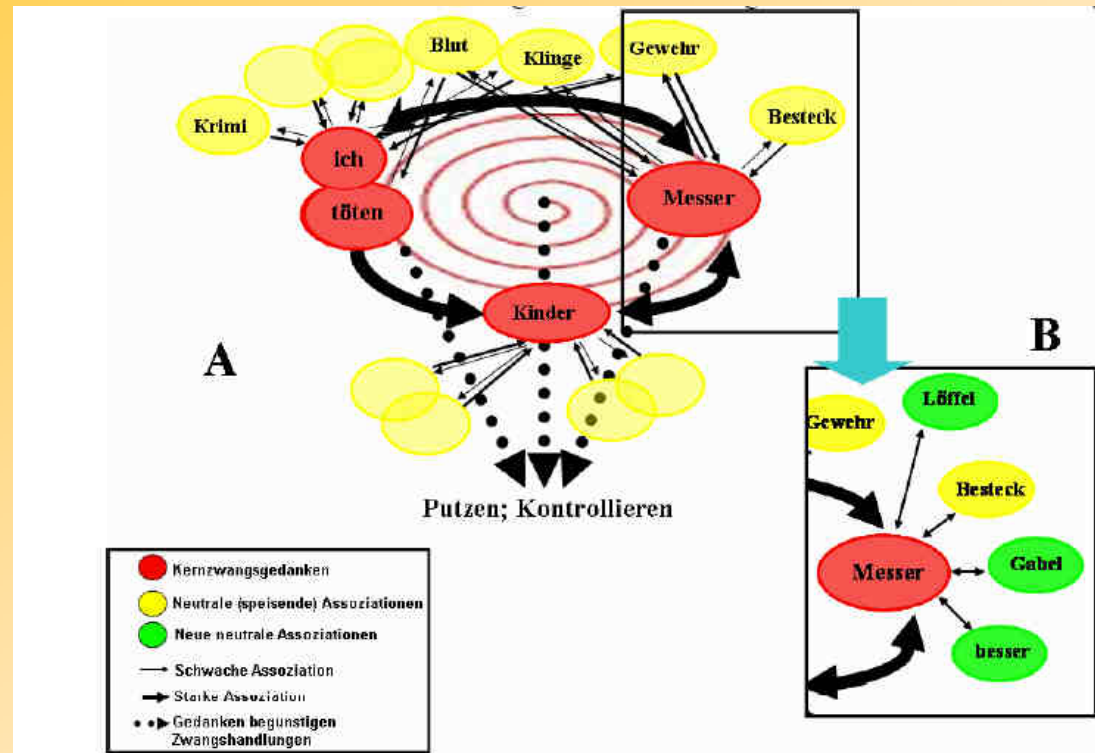 Blut
Klinge
Gewehr
Krimi
Besteck
ich
töten
Messer
Kinder
A
B
Putzen; Kontrollieren
Gewehr
Löffel
Besteck
Messer
Gabel
besser
Kernzwangsgedanken
Neutrale (speisende) Assoziationen
Neue neutrale Assoziationen
Schwache Assoziation
Starke Assoziation
Gedanken begunstigen
Zwangshandlungen